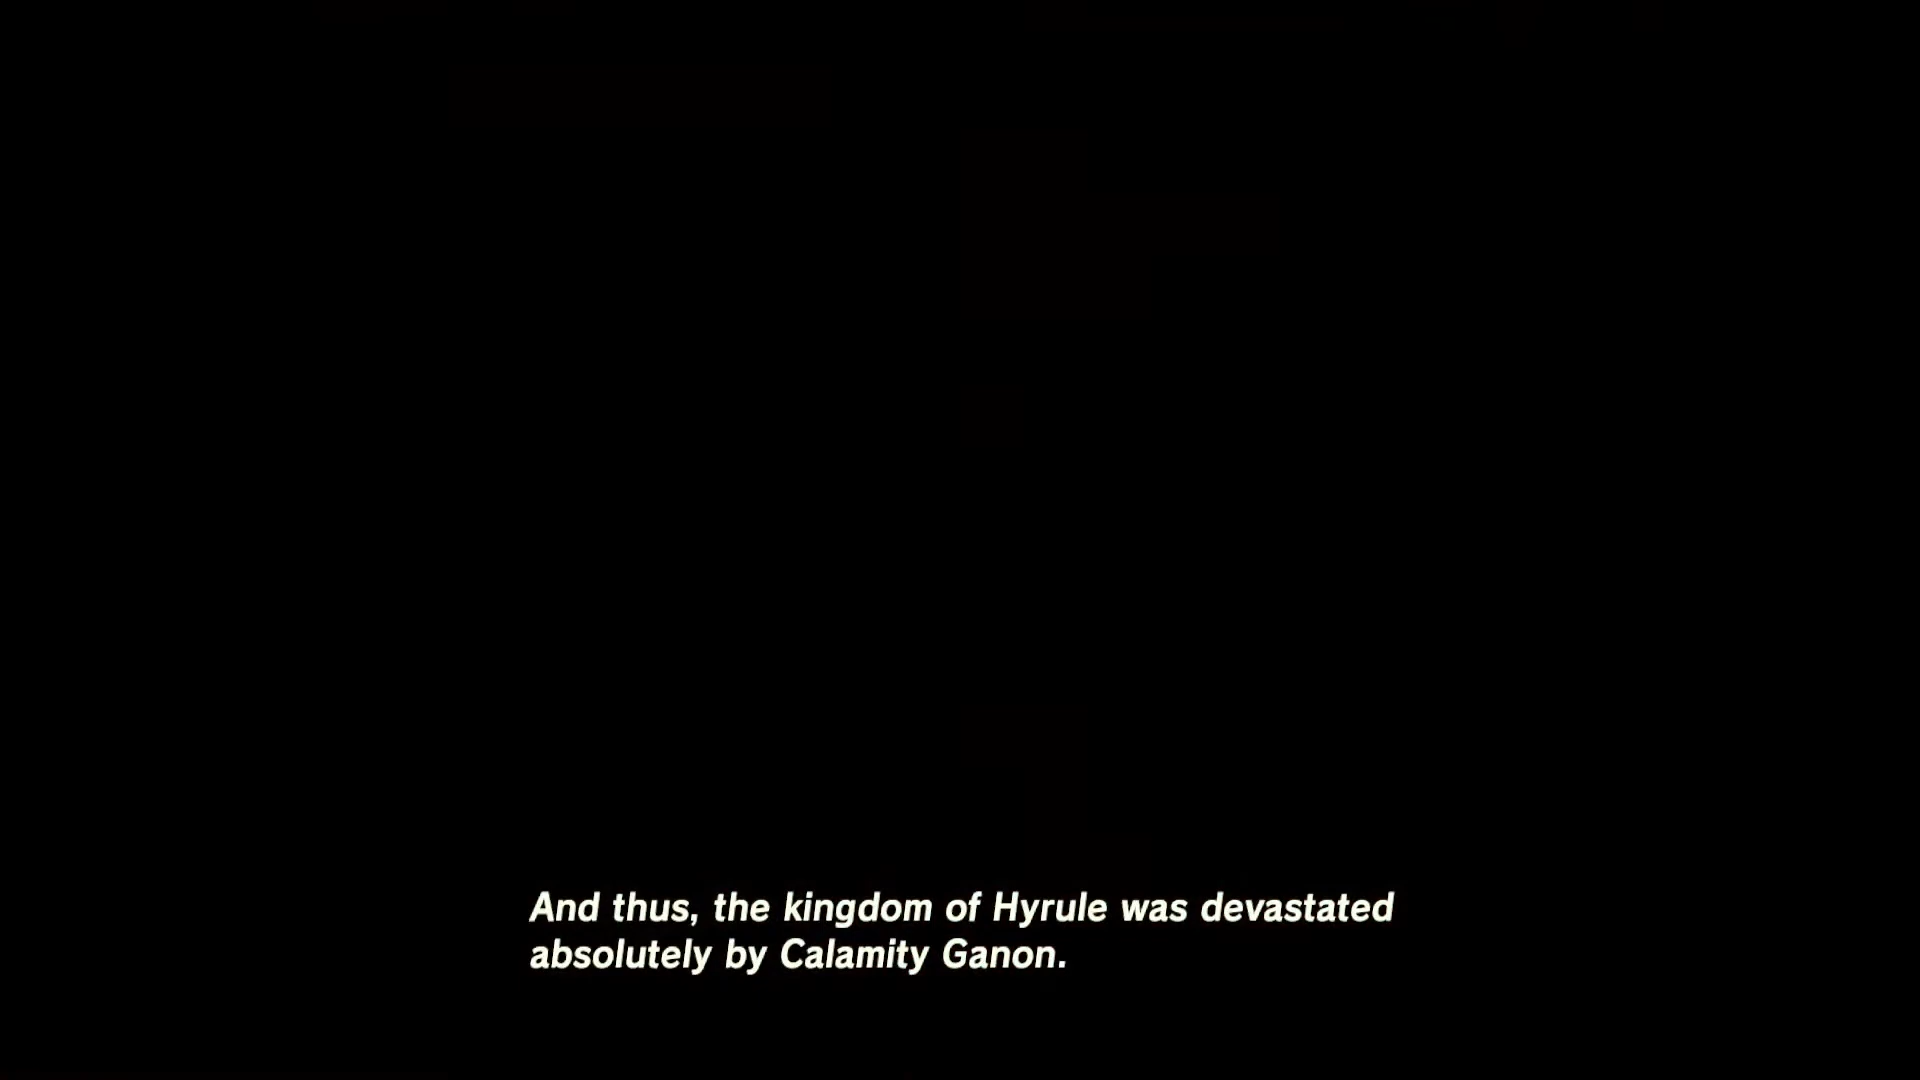 And thus, the kingdom of Hyrule was devastated
absolutely by Calamity Ganon.